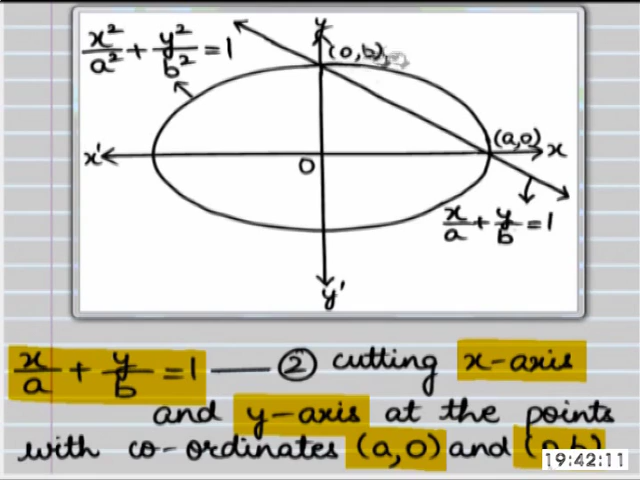 x²/a² + y²/b² = 1
y
(0,b)
(a,0)
x' x
O
x/a + y/b = 1
y'
x/a + y/b = 1 — ② cutting x-axis
and y-axis at the points
with co-ordinates (a,0) and
19:42:11